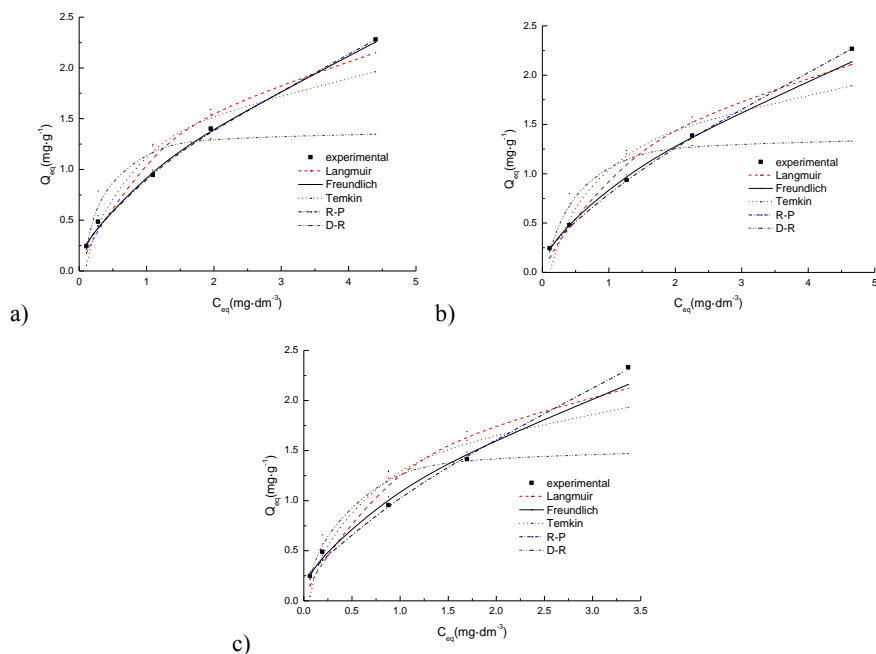 2.5
2.0
1.5
1.0
0.5
0.0
Q_eq(mg·g⁻¹)
experimental
Langmuir
Freundlich
Temkin
R-P
D-R
0 1 2 3 4 5
C_eq(mg·dm⁻³)
a)
2.5
2.0
1.5
1.0
0.5
0.0
Q_eq(mg·g⁻¹)
experimental
Langmuir
Freundlich
Temkin
R-P
D-R
0 1 2 3 4 5
C_eq(mg·dm⁻³)
b)
2.5
2.0
1.5
1.0
0.5
0.0
Q_eq(mg·g⁻¹)
experimental
Langmuir
Freundlich
Temkin
R-P
D-R
0.0 0.5 1.0 1.5 2.0 2.5 3.0 3.5
C_eq(mg·dm⁻³)
c)